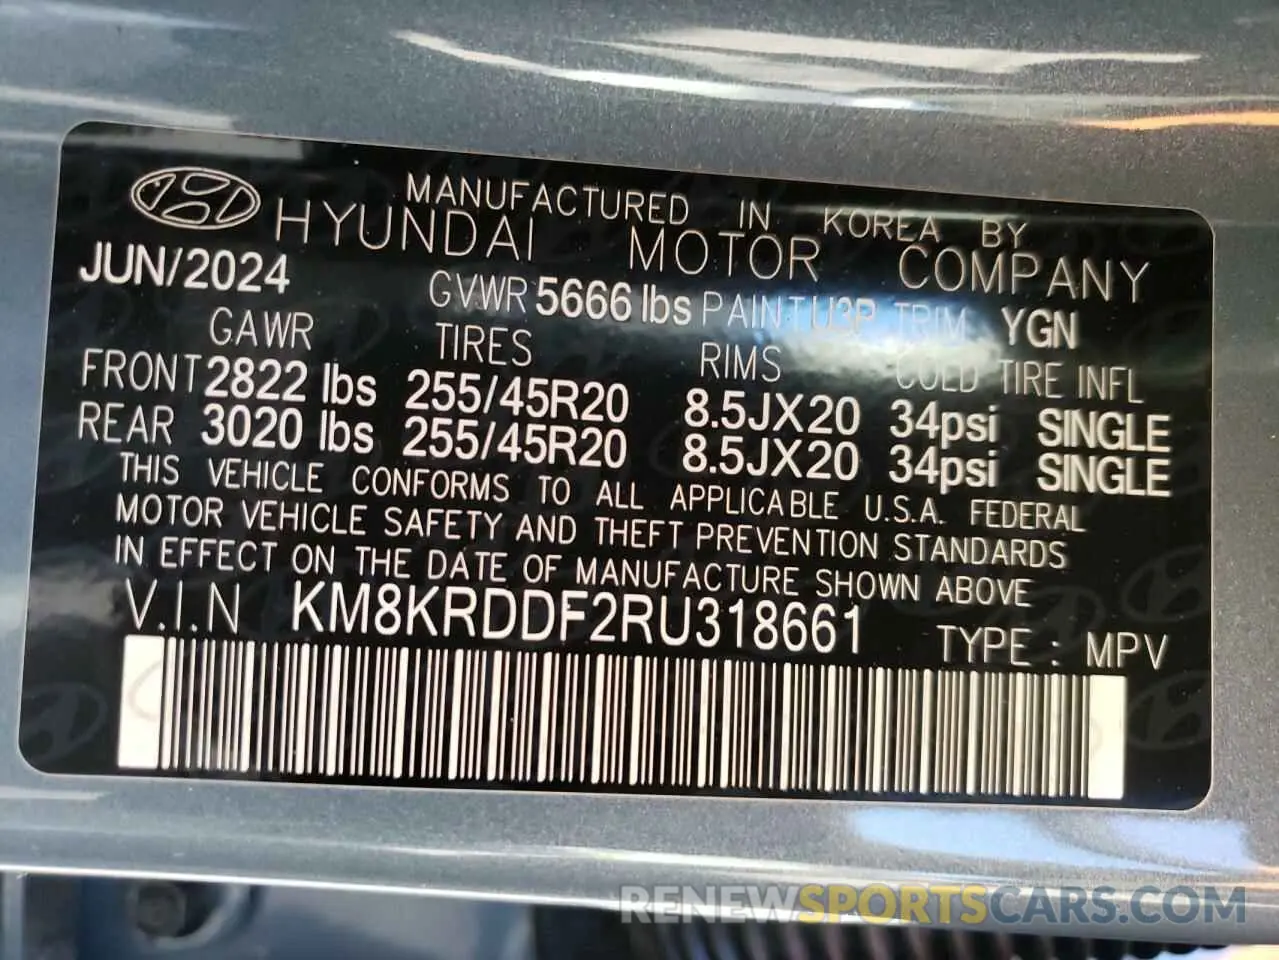 MANUFACTURED IN KOREA BY
HYUNDAI MOTOR COMPANY
JUN/2024 GVWR 5666 lbs PAINT U3P TRIM YGN
GAWR TIRES RIMS COLD TIRE INFL
FRONT 2822 lbs 255/45R20 8.5JX20 34psi SINGLE
REAR 3020 lbs 255/45R20 8.5JX20 34psi SINGLE
THIS VEHICLE CONFORMS TO ALL APPLICABLE U.S.A. FEDERAL
MOTOR VEHICLE SAFETY AND THEFT PREVENTION STANDARDS
IN EFFECT ON THE DATE OF MANUFACTURE SHOWN ABOVE
V.I.N KM8KRDDF2RU318661 TYPE : MPV
RENEWSPORTSCARS.COM